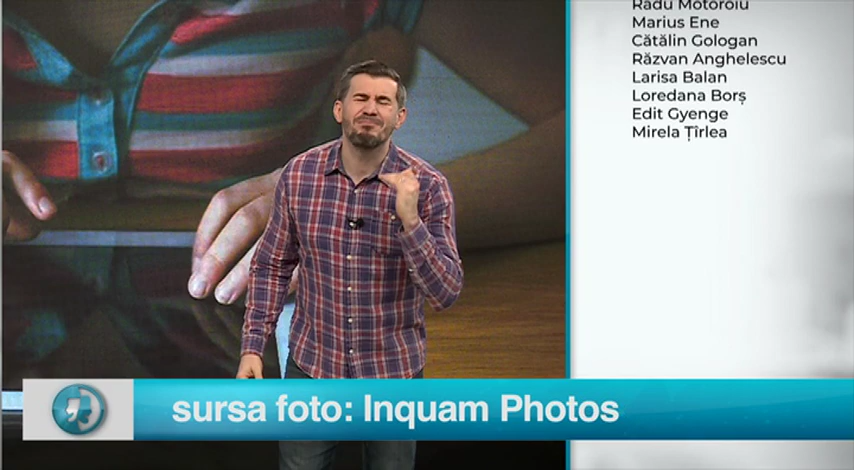 Radu Motoroiu
Marius Ene
Cătălin Gologan
Răzvan Anghelescu
Larisa Balan
Loredana Borș
Edit Gyenge
Mirela Țîrlea
sursa foto: Inquam Photos